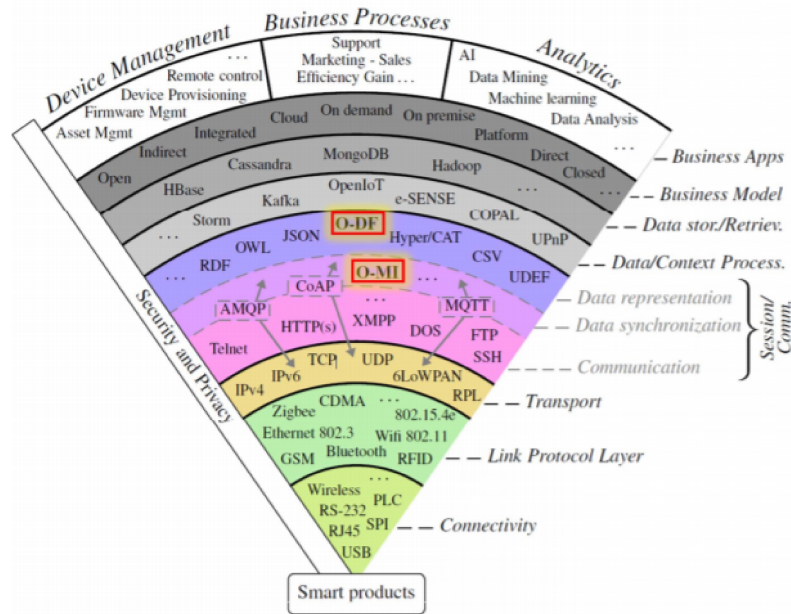 Device Management
Business Processes
Analytics
Remote control
Device Provisioning
Firmware Mgmt
Asset Mgmt
Support
Marketing - Sales
Efficiency Gain ...
AI
Data Mining
Machine learning
Data Analysis
...
Business Apps
Open
Indirect
Integrated
Cloud
On demand
On premise
Platform
Direct
Closed
...
Business Model
HBase
Cassandra
MongoDB
Hadoop
...
Data stor./Retriev.
...
Storm
Kafka
OpenIoT
e-SENSE
COPAL
UPnP
Data/Context Process.
...
RDF
OWL
JSON
O-DF
Hyper/CAT
CSV
UDEF
Data representation
AMQP
CoAP
O-MI
...
MQTT
Data synchronization
Session/
Comm.
Telnet
HTTP(s)
XMPP
...
DOS
FTP
SSH
Communication
IPv4
IPv6
TCP
UDP
6LoWPAN
RPL
Transport
Zigbee
CDMA
...
802.15.4e
Ethernet 802.3
Wifi 802.11
GSM
Bluetooth
RFID
Link Protocol Layer
Wireless
...
RS-232
PLC
RJ45
SPI
USB
Connectivity
Security and Privacy
Smart products